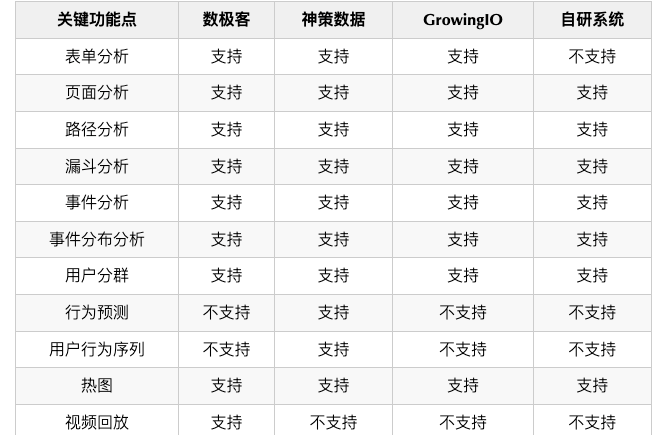 关键功能点 数极客 神策数据 GrowingIO 自研系统
表单分析 支持 支持 支持 不支持
页面分析 支持 支持 支持 支持
路径分析 支持 支持 支持 支持
漏斗分析 支持 支持 支持 支持
事件分析 支持 支持 支持 支持
事件分布分析 支持 支持 支持 支持
用户分群 支持 支持 支持 支持
行为预测 不支持 支持 不支持 不支持
用户行为序列 不支持 支持 不支持 不支持
热图 支持 支持 支持 支持
视频回放 支持 不支持 不支持 不支持